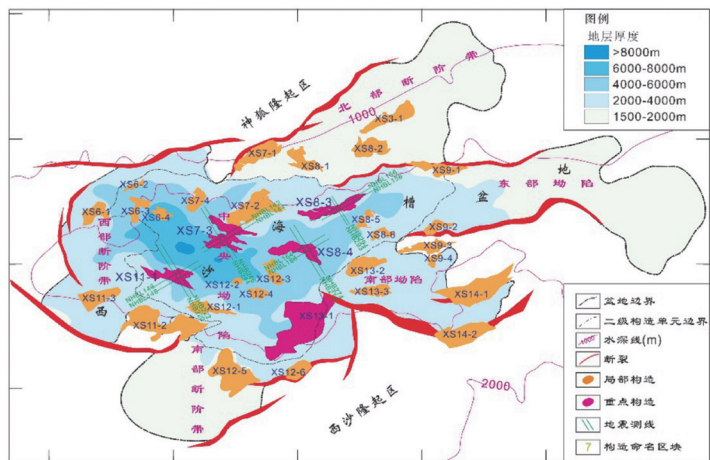 图例
地层厚度
>8000m
6000-8000m
4000-6000m
2000-4000m
1500-2000m
神狐隆起区
北部断阶带
1000
XS3-1
XS7-1
XS8-1
XS8-2
XS9-1
地
东部坳陷
盆
槽
XS6-2
XS6-1
XS6-4
XS7-4
XS7-2
XS8-3
XS7-3
中央坳陷
海
XS8-5
XS8-6
XS9-2
XS9-3
XS9-4
西部断阶带
XS8-4
沙
XS12-2
XS12-3
XS13-2
南部坳陷
XS11-3
西
XS12-4
XS13-3
XS14-1
XS11-2
XS12-1
XS13-1
XS14-2
南部断阶带
XS12-5
XS12-6
2000
西沙隆起区
盆地边界
二级构造单元边界
1000
水深线(m)
断裂
局部构造
重点构造
地震测线
7
构造命名区块